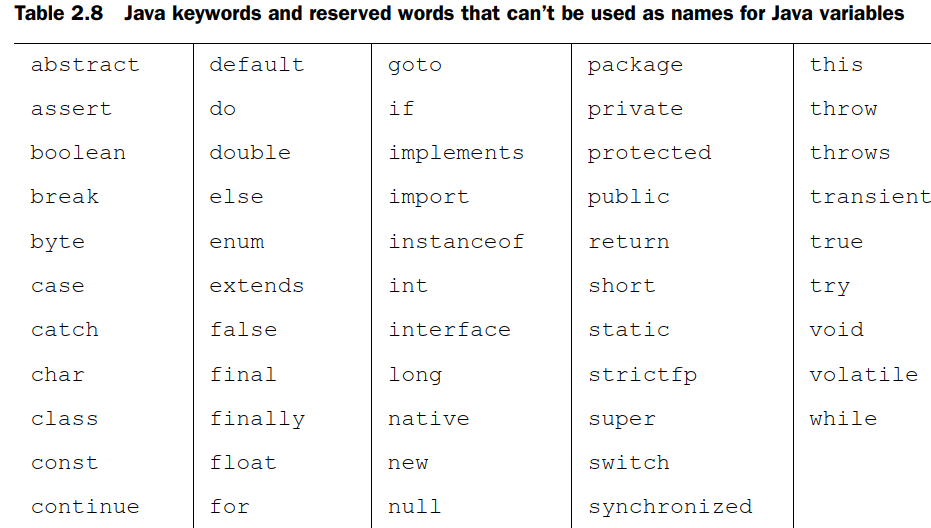 Table 2.8 Java keywords and reserved words that can’t be used as names for Java variables
abstract default goto package this
assert do if private throw
boolean double implements protected throws
break else import public transient
byte enum instanceof return true
case extends int short try
catch false interface static void
char final long strictfp volatile
class finally native super while
const float new switch
continue for null synchronized